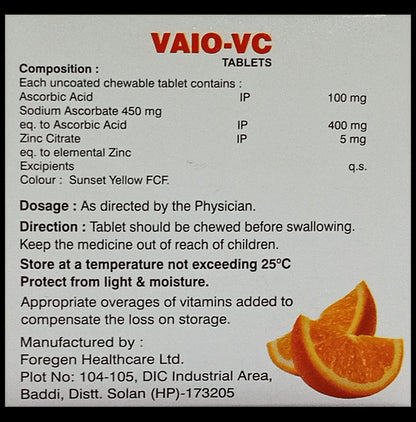 VAIO-VC
TABLETS
Composition :
Each uncoated chewable tablet contains :
Ascorbic Acid IP 100 mg
Sodium Ascorbate 450 mg
eq. to Ascorbic Acid IP 400 mg
Zinc Citrate IP 5 mg
eq. to elemental Zinc
Excipients q.s.
Colour : Sunset Yellow FCF.
Dosage : As directed by the Physician.
Direction : Tablet should be chewed before swallowing.
Keep the medicine out of reach of children.
Store at a temperature not exceeding 25°C
Protect from light & moisture.
Appropriate overages of vitamins added to
compensate the loss on storage.
Manufactured by :
Foregen Healthcare Ltd.
Plot No: 104-105, DIC Industrial Area,
Baddi, Distt. Solan (HP)-173205